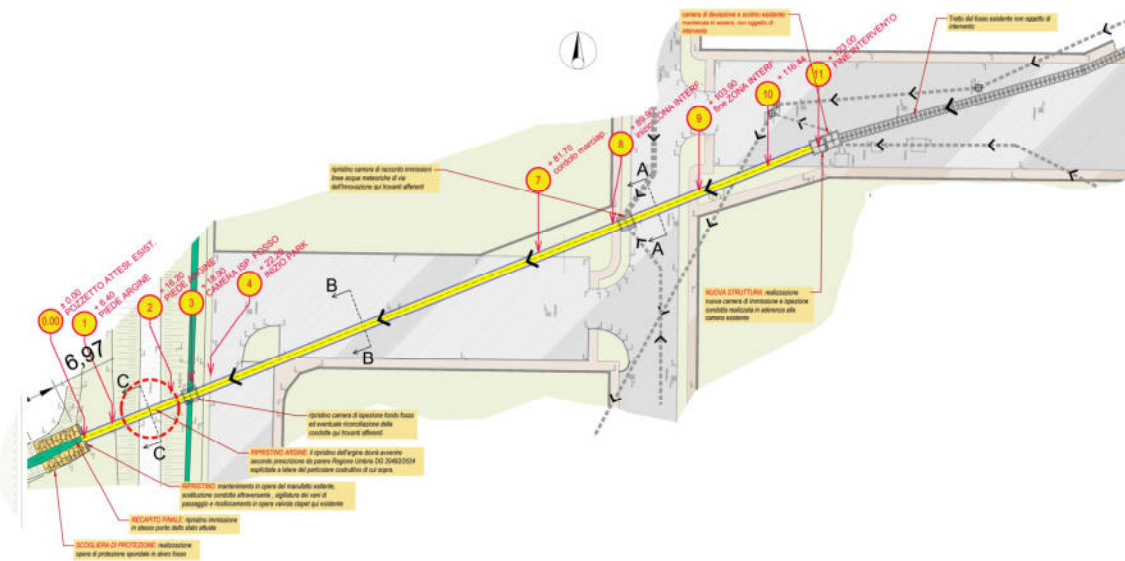 camera di deviazione e scolmo esistente:
mantenuta in essere, non oggetto di
intervento
Tratto del fosso esistente non oggetto di
intervento
11
+ 123.00
FINE INTERVENTO
10
+ 116.44
9
+ 103.90
fine ZONA INTERF
8
+ 89.90
inizio ZONA INTERF
7
+ 81.70
cordolo marciap.
ripristino camera di raccordo immissioni
linee acque meteoriche di via
dell'Innovazione qui trovanti afferenti
A
A
4
+ 22.20
INIZIO PARK
3
+ 18.90
CAMERA ISP. FOSSO
2
+ 16.20
PIEDE ARGINE
1
+ 6.40
PIEDE ARGINE
0.00
± 0.00
POZZETTO ATTEST. ESIST.
B
B
NUOVA STRUTTURA: realizzazione
nuova camera di immissione e ispezione
condotta realizzata in aderenza alla
camera esistente
6,97
C
C
ripristino camera di ispezione fondo fosso
ed eventuale riconciliazione delle
condotte qui trovanti afferenti
RIPRISTINO ARGINE: il ripristino dell'argine dovrà avvenire
secondo prescrizione da parere Regione Umbria DG 20492/2024
esplicitate a latere del particolare costruttivo di cui sopra.
RIPRISTINO: mantenimento in opera del manufatto esistente,
sostituzione condotta attraversante, sigillatura dei vani di
passaggio e ricollocamento in opera valvola clapet qui esistente
RECAPITO FINALE: ripristino immissione
in stesso punto dello stato attuale
SCOGLIERA DI PROTEZIONE: realizzazione
opera di protezione spondale in alveo fosso